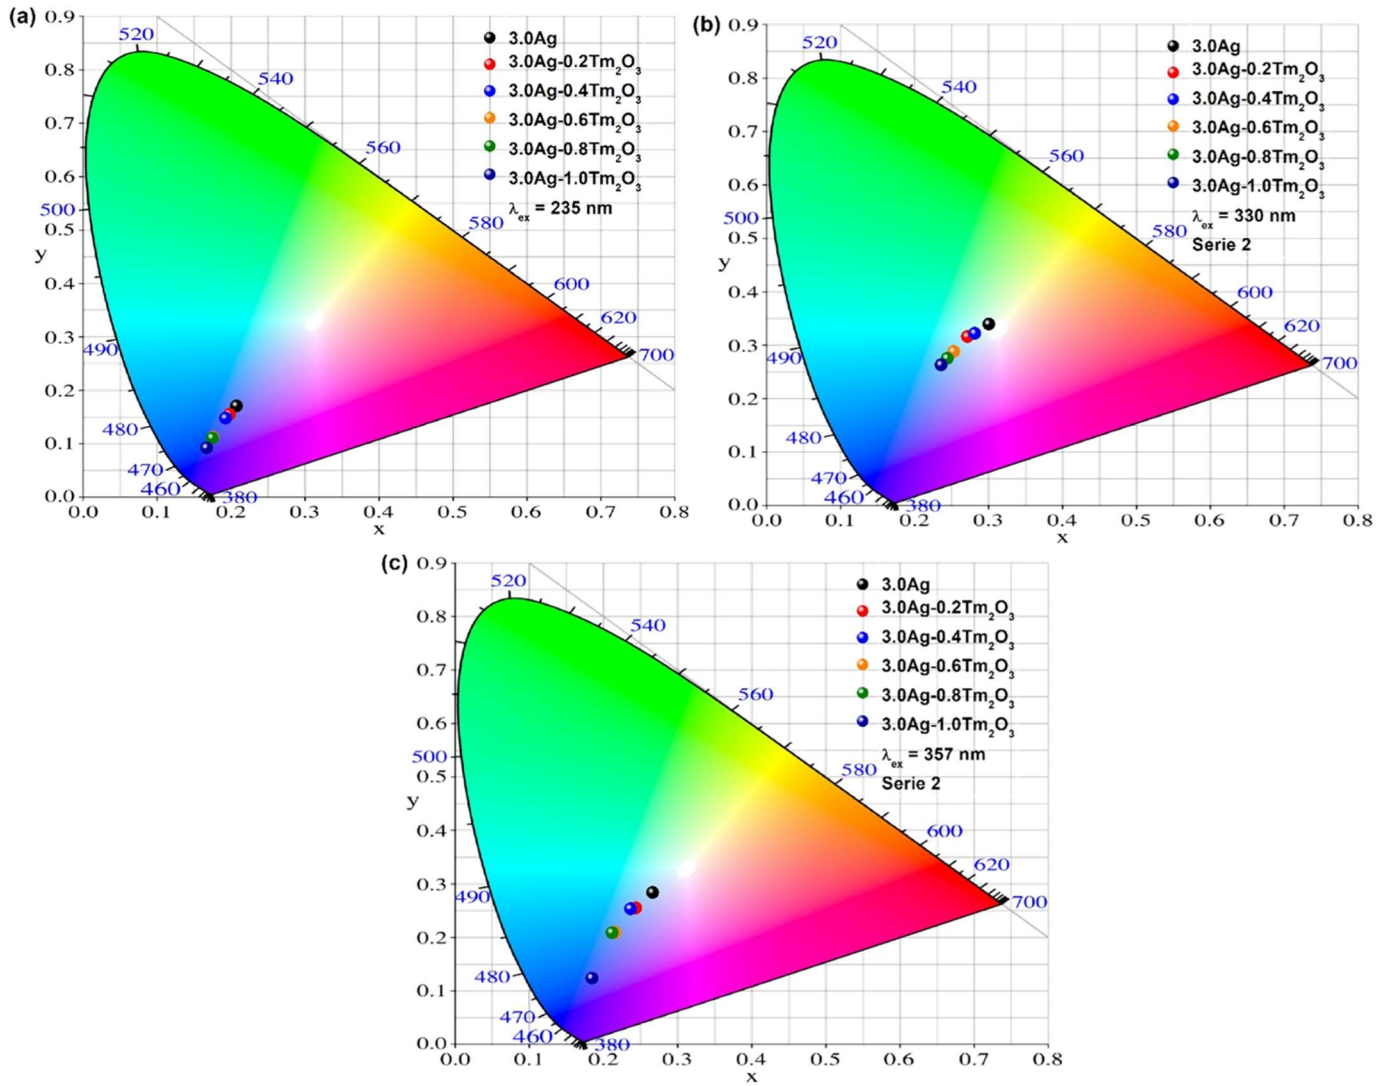 (a)
0.9
0.8
0.7
0.6
0.5
0.4
0.3
0.2
0.1
0.0
y
0.0 0.1 0.2 0.3 0.4 0.5 0.6 0.7 0.8
x
520
540
560
580
600
620
700
500
490
480
470
460
380
3.0Ag
3.0Ag-0.2Tm₂O₃
3.0Ag-0.4Tm₂O₃
3.0Ag-0.6Tm₂O₃
3.0Ag-0.8Tm₂O₃
3.0Ag-1.0Tm₂O₃
λex = 235 nm
(b)
0.9
0.8
0.7
0.6
0.5
0.4
0.3
0.2
0.1
0.0
y
0.0 0.1 0.2 0.3 0.4 0.5 0.6 0.7 0.8
x
520
540
560
580
600
620
700
500
490
480
470
460
380
3.0Ag
3.0Ag-0.2Tm₂O₃
3.0Ag-0.4Tm₂O₃
3.0Ag-0.6Tm₂O₃
3.0Ag-0.8Tm₂O₃
3.0Ag-1.0Tm₂O₃
λex = 330 nm
Serie 2
(c)
0.9
0.8
0.7
0.6
0.5
0.4
0.3
0.2
0.1
0.0
y
0.0 0.1 0.2 0.3 0.4 0.5 0.6 0.7 0.8
x
520
540
560
580
600
620
700
500
490
480
470
460
380
3.0Ag
3.0Ag-0.2Tm₂O₃
3.0Ag-0.4Tm₂O₃
3.0Ag-0.6Tm₂O₃
3.0Ag-0.8Tm₂O₃
3.0Ag-1.0Tm₂O₃
λex = 357 nm
Serie 2